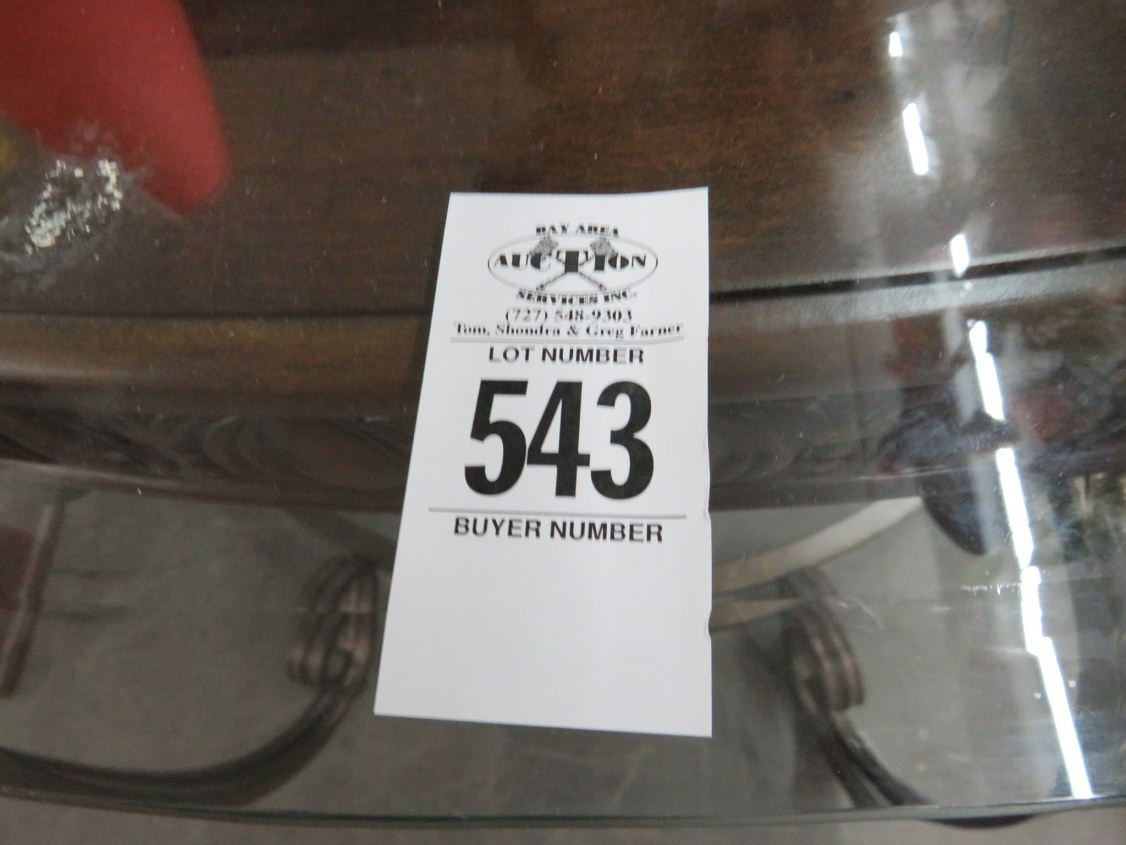 BAY AREA
AUCTION
SERVICES INC.
(727) 548-9303
Tom, Shondra & Greg Farner
LOT NUMBER
543
BUYER NUMBER